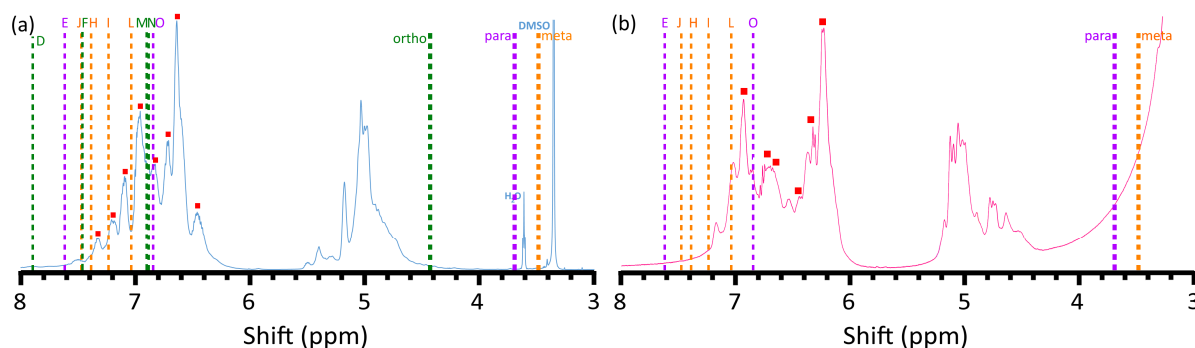 (a)
D
E
J
F
H
I
L
M
N
O
ortho
para
DMSO
meta
H₂O
8
7
6
5
4
3
Shift (ppm)
(b)
E
J
H
I
L
O
para
meta
8
7
6
5
4
3
Shift (ppm)